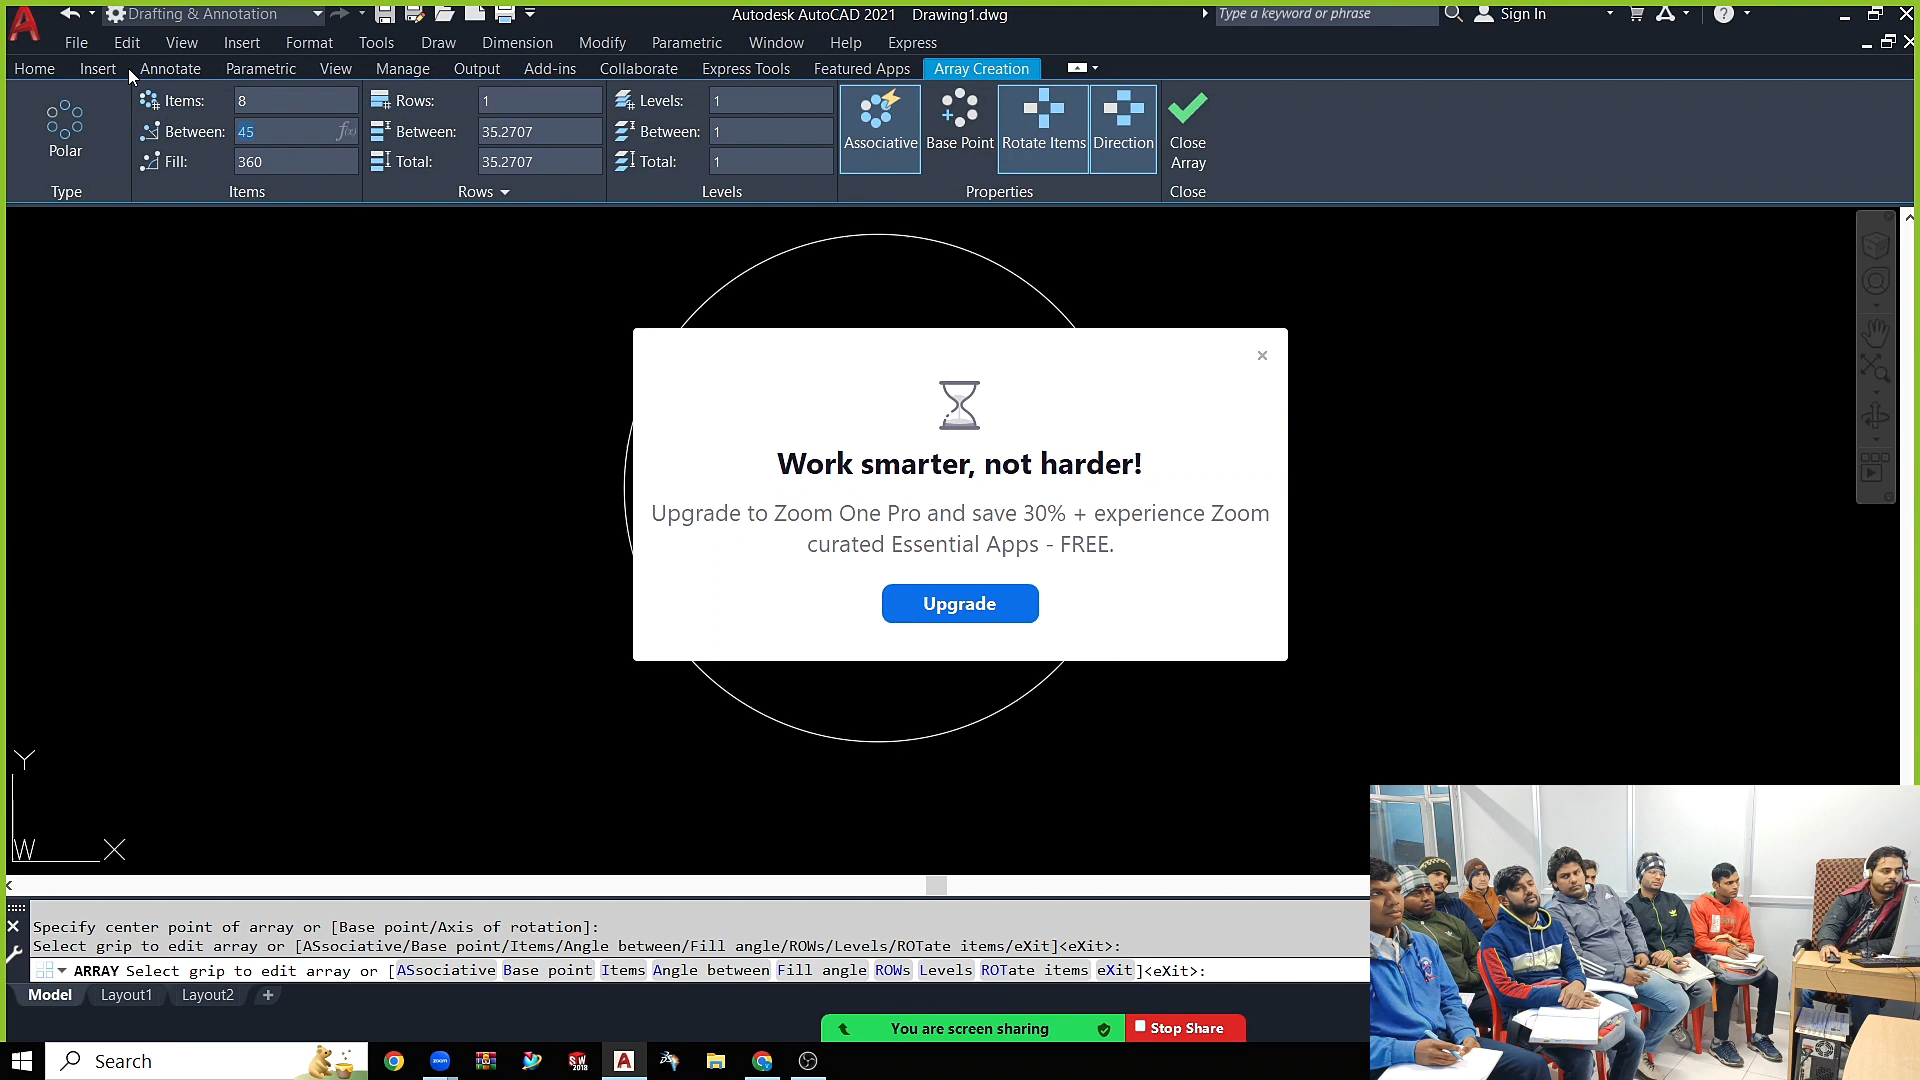 Drafting & Annotation
Autodesk AutoCAD 2021 Drawing1.dwg
Type a keyword or phrase
Sign In
File Edit View Insert Format Tools Draw Dimension Modify Parametric Window Help Express
Home Insert Annotate Parametric View Manage Output Add-ins Collaborate Express Tools Featured Apps Array Creation
Items: 8 Rows: 1 Levels: 1
Between: 45 Between: 35.2707 Between: 1
Fill: 360 Total: 35.2707 Total: 1
Polar
Associative Base Point Rotate Items Direction Close
Array
Type Items Rows Levels Properties Close
Work smarter, not harder!
Upgrade to Zoom One Pro and save 30% + experience Zoom
curated Essential Apps - FREE.
Upgrade
Y
W X
Specify center point of array or [Base point/Axis of rotation]:
Select grip to edit array or [ASsociative/Base point/Items/Angle between/Fill angle/ROWs/Levels/ROTate items/eXit]<eXit>:
ARRAY Select grip to edit array or [ASsociative Base point Items Angle between Fill angle ROWs Levels ROTate items eXit]<eXit>:
Model Layout1 Layout2 +
You are screen sharing Stop Share
Search
zoom
SW
2018
A